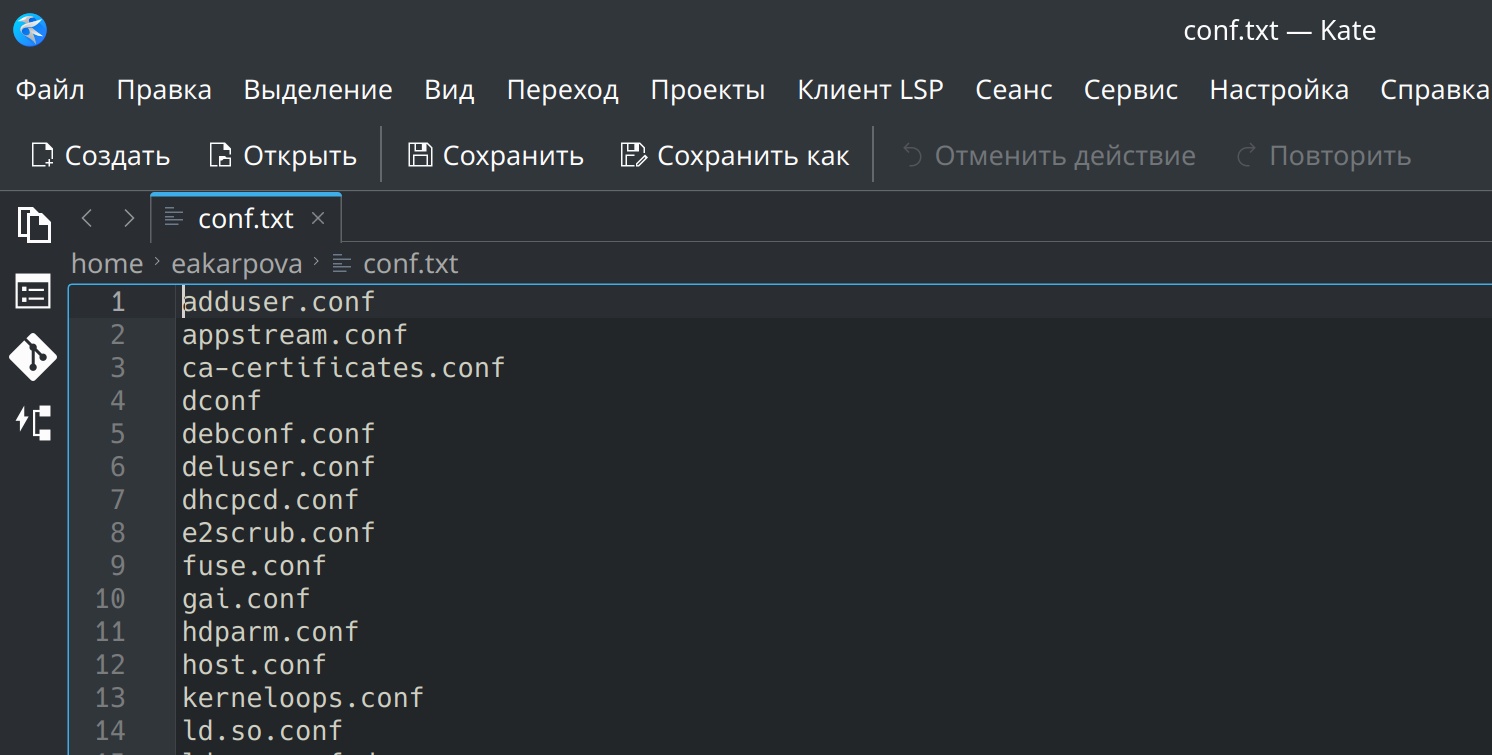 conf.txt — Kate
Файл Правка Выделение Вид Переход Проекты Клиент LSP Сеанс Сервис Настройка Справка
Создать Открыть Сохранить Сохранить как Отменить действие Повторить
conf.txt
home › eakarpova › conf.txt
1 adduser.conf
2 appstream.conf
3 ca-certificates.conf
4 dconf
5 debconf.conf
6 deluser.conf
7 dhcpcd.conf
8 e2scrub.conf
9 fuse.conf
10 gai.conf
11 hdparm.conf
12 host.conf
13 kerneloops.conf
14 ld.so.conf